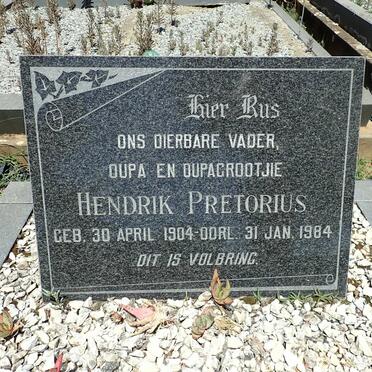 Hier Rus
ONS DIERBARE VADER,
OUPA EN OUPAGROOTJIE
HENDRIK PRETORIUS
GEB. 30 APRIL 1904 - OORL. 31 JAN. 1984
DIT IS VOLBRING.